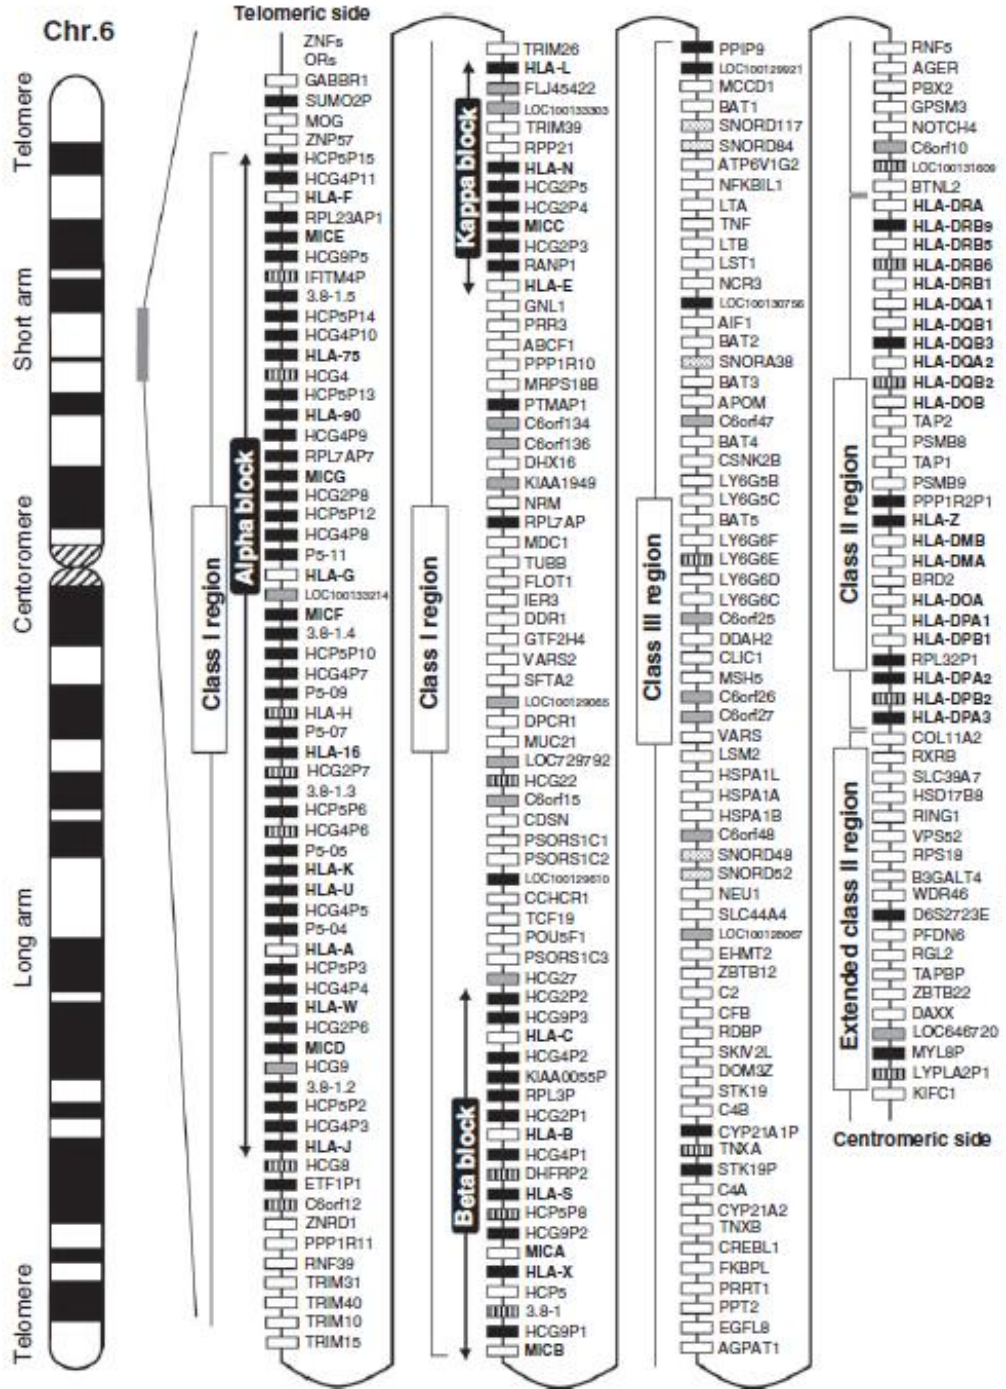 Chr.6
Telomere
Short arm
Centoromere
Long arm
Telomere
Telomeric side
ZNFs
ORs
GABBR1
SUMO2P
MOG
ZNP57
HCP5P15
HCG4P11
HLA-F
RPL23AP1
MICE
HCG9P5
IFITM4P
3.8-1.5
HCP5P14
HCG4P10
HLA-75
HCG4
HCP5P13
HLA-90
HCG4P9
RPL7AP7
MICG
HCG2P8
HCP5P12
HCG4P8
P5-11
HLA-G
LOC100133214
MICF
3.8-1.4
HCP5P10
HCG4P7
P5-09
HLA-H
P5-07
HLA-16
HCG2P7
3.8-1.3
HCP5P6
HCG4P6
P5-05
HLA-K
HLA-U
HCG4P5
P5-04
HLA-A
HCP5P3
HCG4P4
HLA-W
HCG2P6
MICD
HCG9
3.8-1.2
HCP5P2
HCG4P3
HLA-J
HCG8
ETF1P1
C6orf12
ZNRD1
PPP1R11
RNF39
TRIM31
TRIM40
TRIM10
TRIM15
Class I region
Alpha block
TRIM26
HLA-L
FLJ45422
LOC100133303
TRIM39
RPP21
HLA-N
HCG2P5
HCG2P4
MICC
HCG2P3
RANP1
HLA-E
GNL1
PRR3
ABCF1
PPP1R10
MRPS18B
PTMAP1
C6orf134
C6orf136
DHX16
KIAA1949
NRM
RPL7AP
MDC1
TUBB
FLOT1
IER3
DDR1
GTF2H4
VARS2
SFTA2
LOC100129065
DPCR1
MUC21
LOC729792
HCG22
C6orf15
CDSN
PSORS1C1
PSORS1C2
LOC100129610
CCHCR1
TCF19
POU5F1
PSORS1C3
HCG27
HCG2P2
HCG9P3
HLA-C
HCG4P2
KIAA0055P
RPL3P
HCG2P1
HLA-B
HCG4P1
DHFRP2
HLA-S
HCP5P8
HCG9P2
MICA
HLA-X
HCP5
3.8-1
HCG9P1
MICB
Kappa block
Class I region
Beta block
PPIP9
LOC100129921
MCCD1
BAT1
SNORD117
SNORD84
ATP6V1G2
NFKBIL1
LTA
TNF
LTB
LST1
NCR3
LOC100130756
AIF1
BAT2
SNORA38
BAT3
APOM
C6orf47
BAT4
CSNK2B
LY6G5B
LY6G5C
BAT5
LY6G6F
LY6G6E
LY6G6D
LY6G6C
C6orf25
DDAH2
CLIC1
MSH5
C6orf26
C6orf27
VARS
LSM2
HSPA1L
HSPA1A
HSPA1B
C6orf48
SNORD48
SNORD52
NEU1
SLC44A4
LOC100128067
EHMT2
ZBTB12
C2
CFB
RDBP
SKIV2L
DOM3Z
STK19
C4B
CYP21A1P
TNXA
STK19P
C4A
CYP21A2
TNXB
CREBL1
FKBPL
PRRT1
PPT2
EGFL8
AGPAT1
Class III region
RNF5
AGER
PBX2
GPSM3
NOTCH4
C6orf10
LOC100131609
BTNL2
HLA-DRA
HLA-DRB9
HLA-DRB5
HLA-DRB6
HLA-DRB1
HLA-DQA1
HLA-DQB1
HLA-DQB3
HLA-DQA2
HLA-DQB2
HLA-DOB
TAP2
PSMB8
TAP1
PSMB9
PPP1R2P1
HLA-Z
HLA-DMB
HLA-DMA
BRD2
HLA-DOA
HLA-DPA1
HLA-DPB1
RPL32P1
HLA-DPA2
HLA-DPB2
HLA-DPA3
COL11A2
RXRB
SLC39A7
HSD17B8
RING1
VPS52
RPS18
B3GALT4
WDR46
D6S2723E
PFDN6
RGL2
TAPBP
ZBTB22
DAXX
LOC646720
MYL8P
LYPLA2P1
KIFC1
Class II region
Extended class II region
Centromeric side